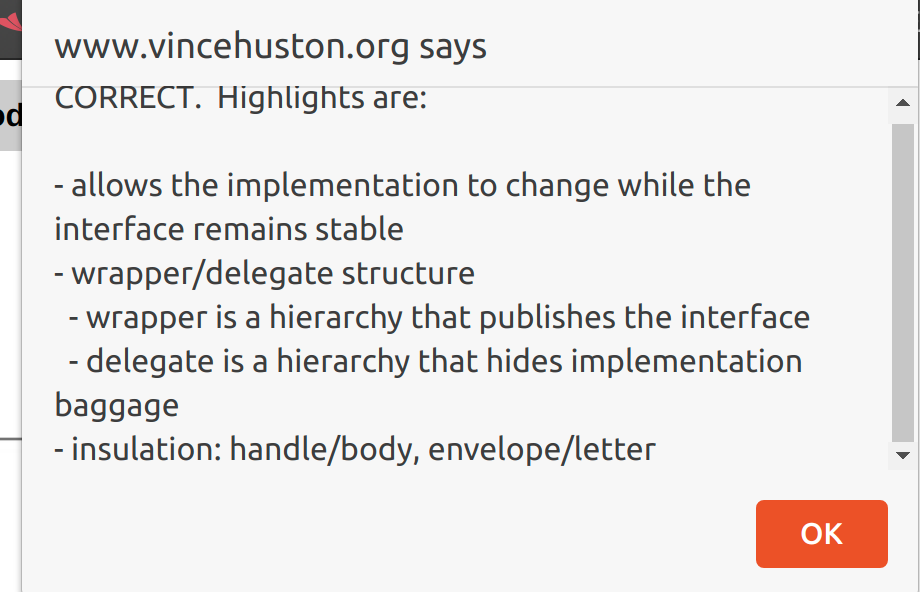 www.vincehuston.org says
CORRECT.  Highlights are:
od
- allows the implementation to change while the
interface remains stable
- wrapper/delegate structure
  - wrapper is a hierarchy that publishes the interface
  - delegate is a hierarchy that hides implementation
baggage
- insulation: handle/body, envelope/letter
OK